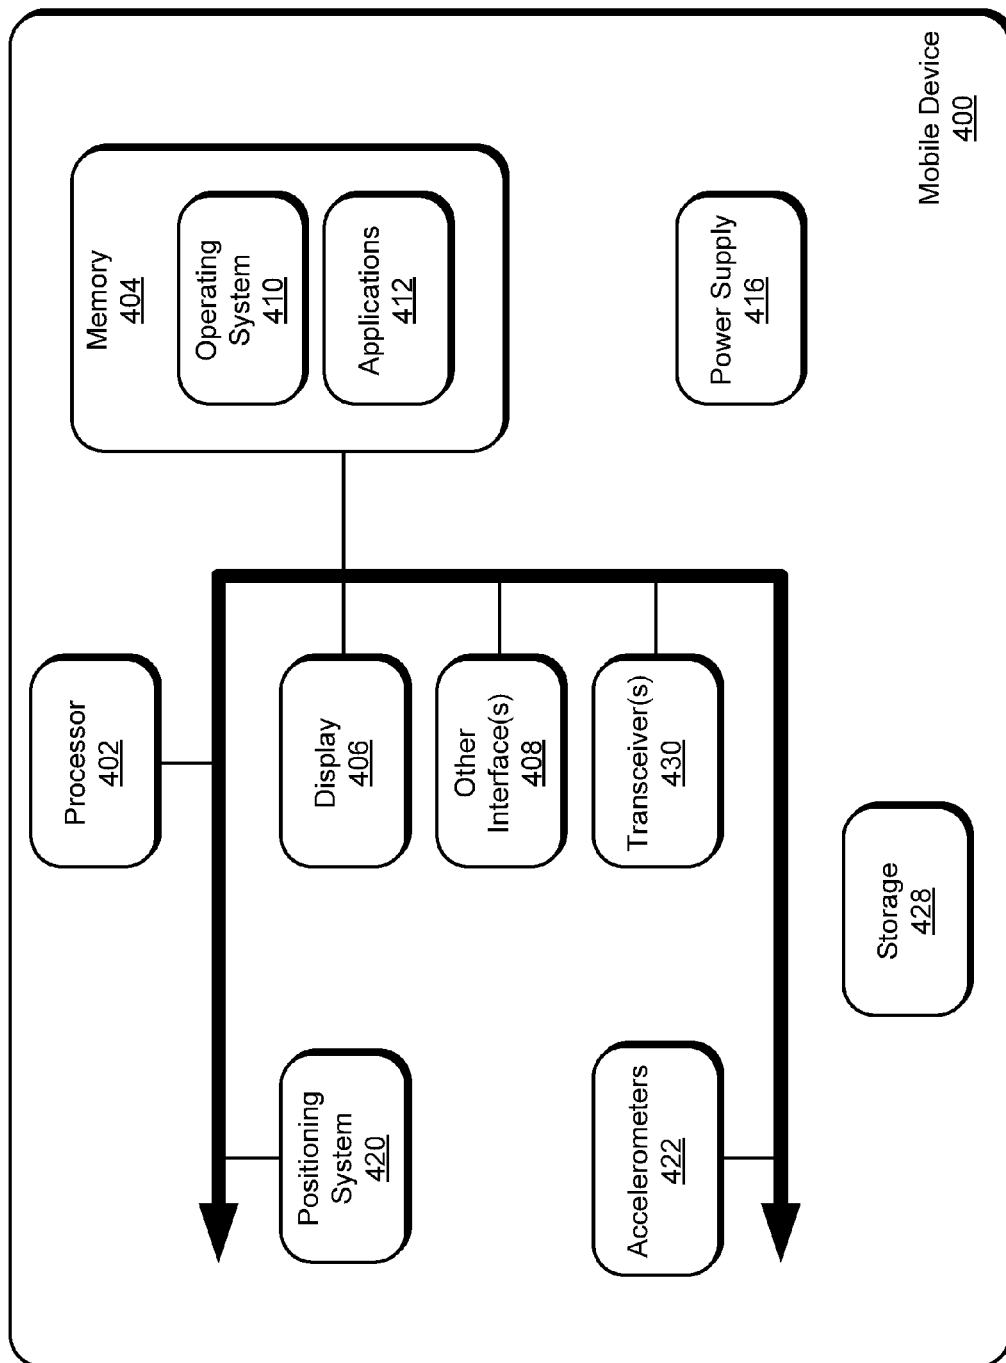 Mobile Device
400
Processor
402
Memory
404
Operating
System
410
Applications
412
Positioning
System
420
Display
406
Other
Interface(s)
408
Transceiver(s)
430
Accelerometers
422
Power Supply
416
Storage
428